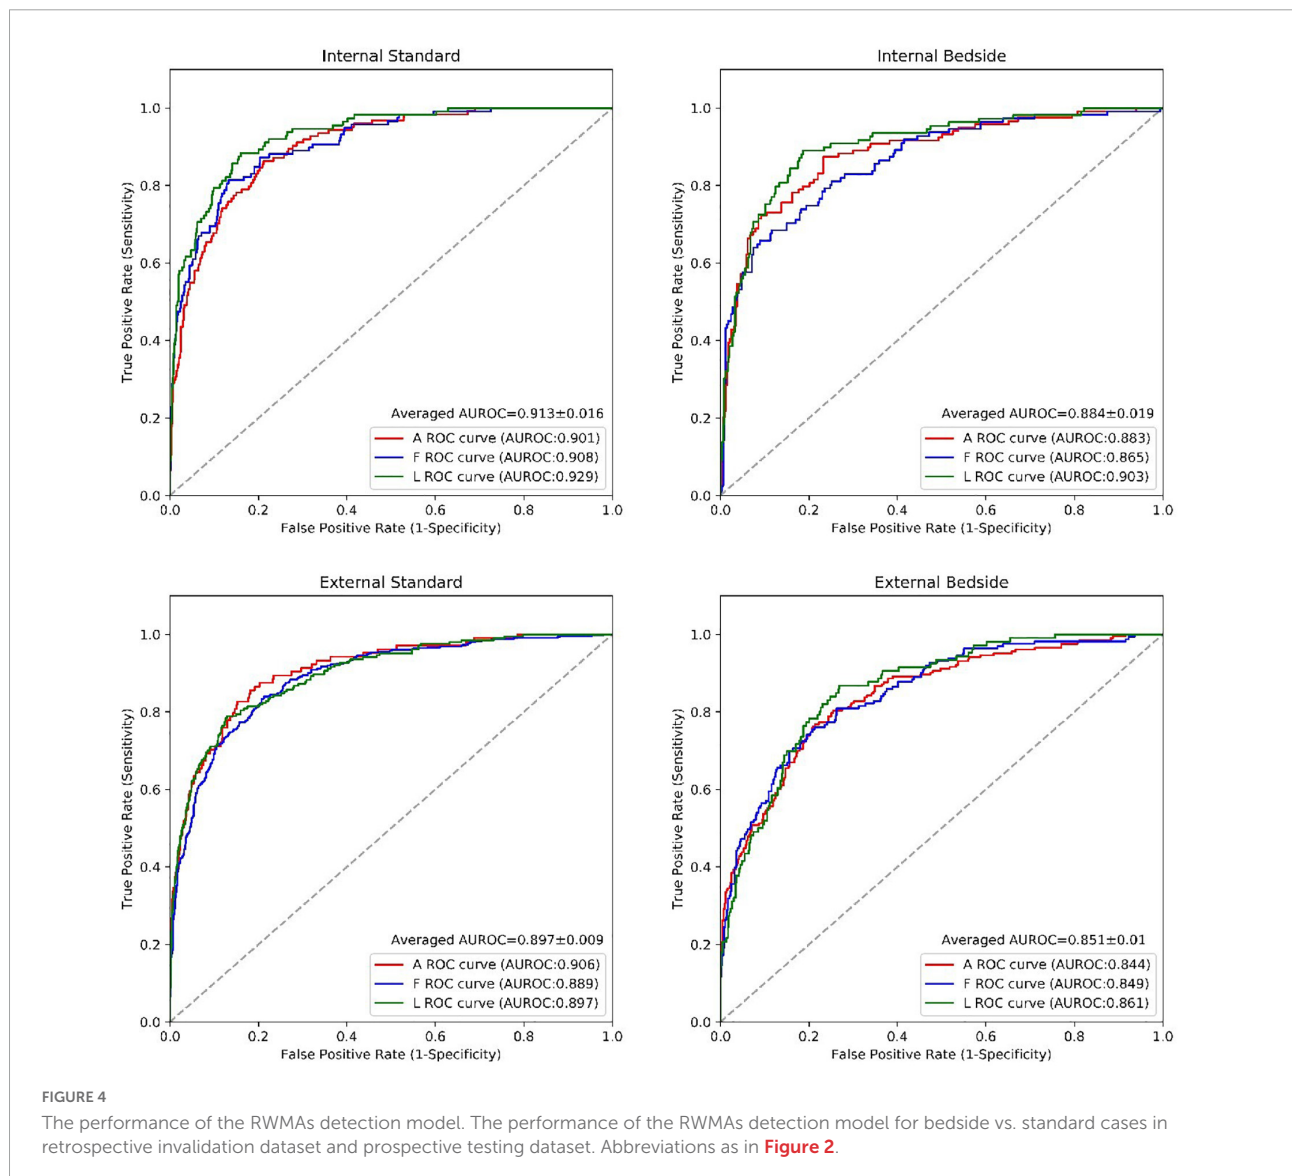 Internal Standard
True Positive Rate (Sensitivity)
1.0
0.8
0.6
0.4
0.2
0.0
Averaged AUROC=0.913±0.016
A ROC curve (AUROC:0.901)
F ROC curve (AUROC:0.908)
L ROC curve (AUROC:0.929)
0.0 0.2 0.4 0.6 0.8 1.0
False Positive Rate (1-Specificity)
Internal Bedside
True Positive Rate (Sensitivity)
1.0
0.8
0.6
0.4
0.2
0.0
Averaged AUROC=0.884±0.019
A ROC curve (AUROC:0.883)
F ROC curve (AUROC:0.865)
L ROC curve (AUROC:0.903)
0.0 0.2 0.4 0.6 0.8 1.0
False Positive Rate (1-Specificity)
External Standard
True Positive Rate (Sensitivity)
1.0
0.8
0.6
0.4
0.2
0.0
Averaged AUROC=0.897±0.009
A ROC curve (AUROC:0.906)
F ROC curve (AUROC:0.889)
L ROC curve (AUROC:0.897)
0.0 0.2 0.4 0.6 0.8 1.0
False Positive Rate (1-Specificity)
External Bedside
True Positive Rate (Sensitivity)
1.0
0.8
0.6
0.4
0.2
0.0
Averaged AUROC=0.851±0.01
A ROC curve (AUROC:0.844)
F ROC curve (AUROC:0.849)
L ROC curve (AUROC:0.861)
0.0 0.2 0.4 0.6 0.8 1.0
False Positive Rate (1-Specificity)
FIGURE 4
The performance of the RWMAs detection model. The performance of the RWMAs detection model for bedside vs. standard cases in
retrospective invalidation dataset and prospective testing dataset. Abbreviations as in Figure 2.